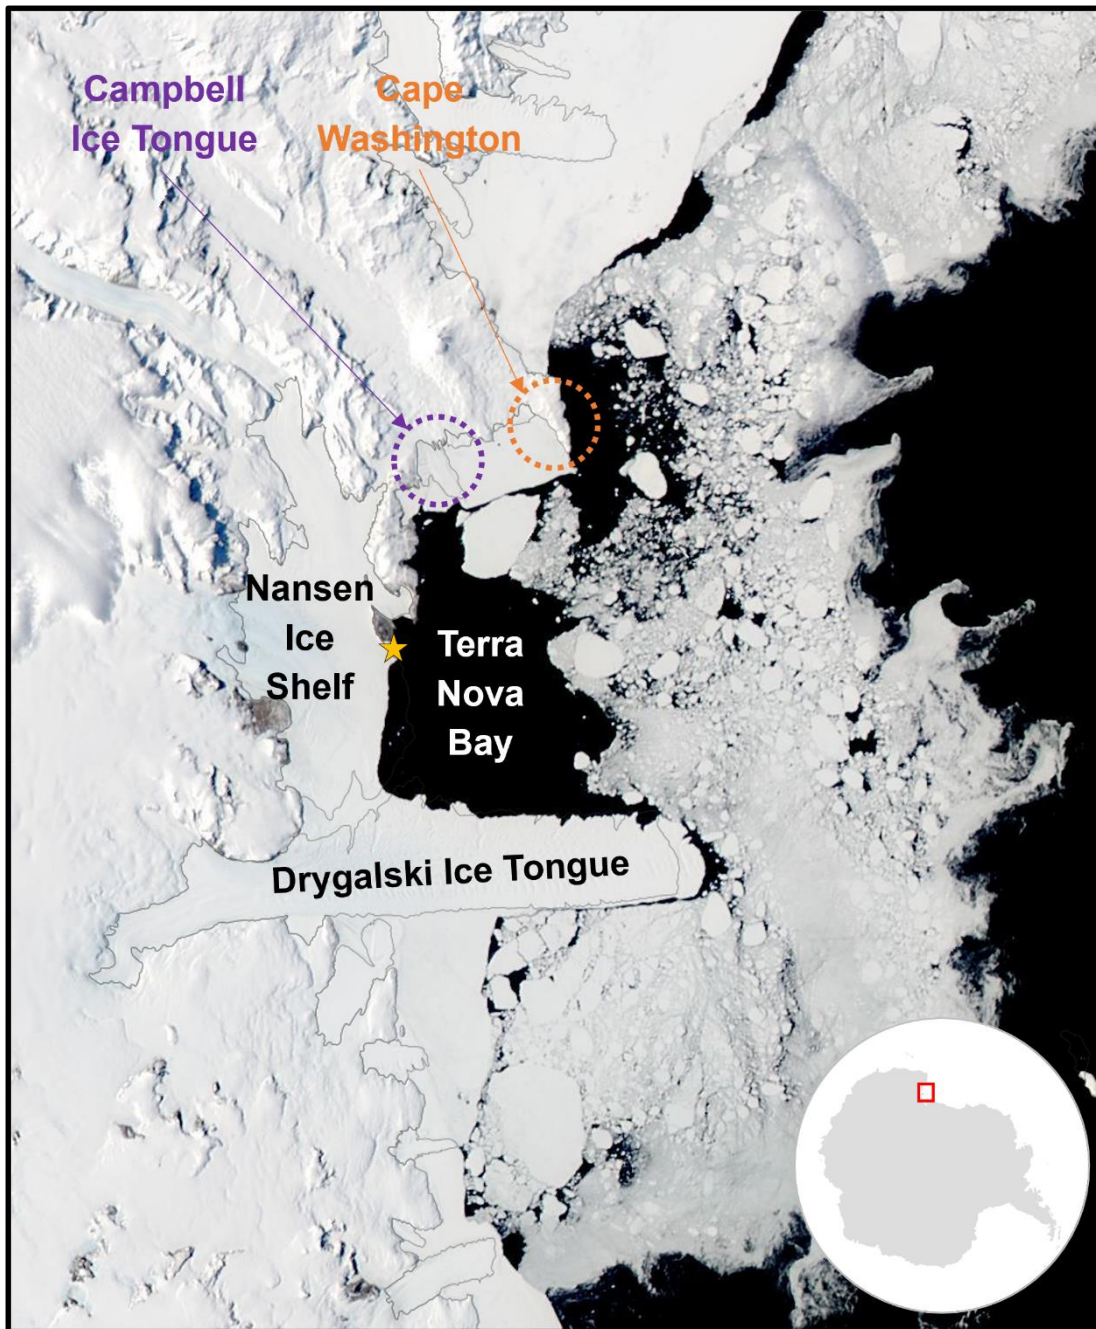 Campbell
Ice Tongue
Cape
Washington
Nansen
Ice
Shelf
Terra
Nova
Bay
Drygalski Ice Tongue